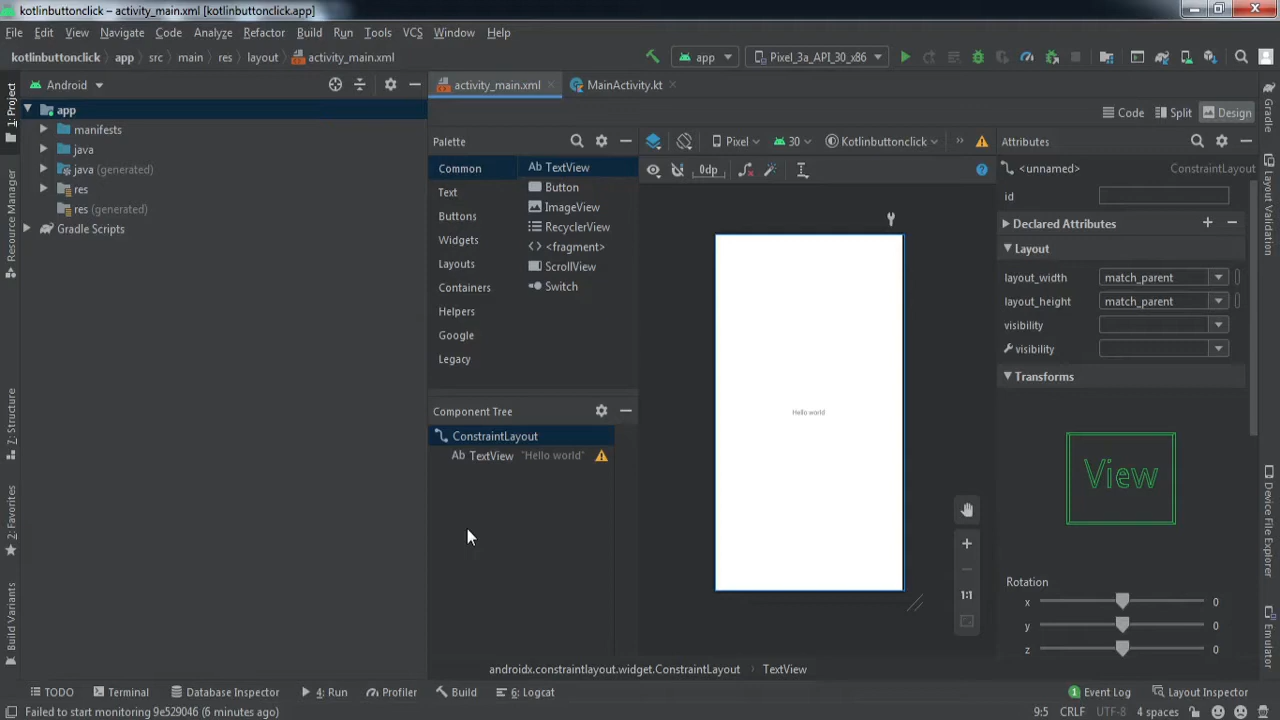 kotlinbuttonclick – activity_main.xml [kotlinbuttonclick.app]
File Edit View Navigate Code Analyze Refactor Build Run Tools VCS Window Help
kotlinbuttonclick app src main res layout activity_main.xml app Pixel_3a_API_30_x86
1: Project
Resource Manager
Z: Structure
2: Favorites
Build Variants
Android
app
manifests
java
java (generated)
res
res (generated)
Gradle Scripts
activity_main.xml MainActivity.kt
Code Split Design
Palette
Common
Text
Buttons
Widgets
Layouts
Containers
Helpers
Google
Legacy
Ab TextView
Button
ImageView
RecyclerView
<> <fragment>
ScrollView
Switch
Component Tree
ConstraintLayout
Ab TextView "Hello world"
Pixel 30 Kotlinbuttonclick »
0dp
Hello world
1:1
androidx.constraintlayout.widget.ConstraintLayout TextView
Attributes
<unnamed> ConstraintLayout
id
Declared Attributes
Layout
layout_width match_parent
layout_height match_parent
visibility
visibility
Transforms
View
Rotation
x 0
y 0
z 0
Gradle
Layout Validation
Device File Explorer
Emulator
TODO Terminal Database Inspector 4: Run Profiler Build 6: Logcat 1 Event Log Layout Inspector
Failed to start monitoring 9e529046 (6 minutes ago) 9:5 CRLF UTF-8 4 spaces